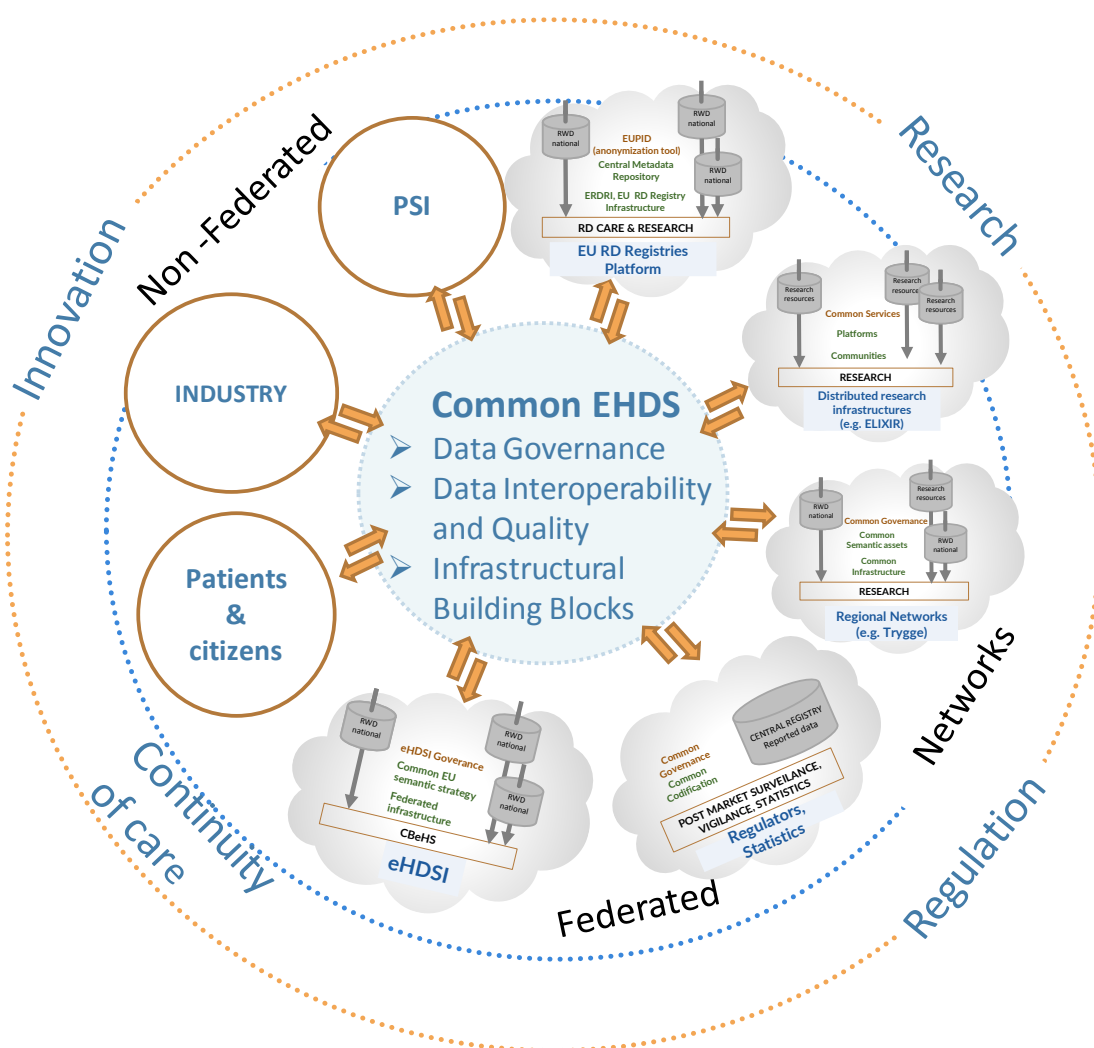 Innovation
Non -Federated
Research
PSI
RWD
national
RWD
national
RWD
national
EUPID
(anonymization tool)
Central Metadata
Repository
ERDRI, EU RD Registry
Infrastructure
RD CARE & RESEARCH
EU RD Registries
Platform
INDUSTRY
Research
resources
Research
resources
Research
resources
Common Services
Platforms
Communities
RESEARCH
Distributed research
infrastructures
(e.g. ELIXIR)
Common EHDS
➢ Data Governance
➢ Data Interoperability
and Quality
➢ Infrastructural
Building Blocks
RWD
national
Research
resources
RWD
national
Common Governance
Common
Semantic assets
Common
Infrastructure
RESEARCH
Regional Networks
(e.g. Trygge)
Patients
&
citizens
Networks
RWD
national
RWD
national
RWD
national
eHDSI Goverance
Common EU
semantic strategy
Federated
infrastructure
CBeHS
eHDSI
CENTRAL REGISTRY
Reported data
Common
Governance
Common
Codification
POST MARKET SURVEILANCE,
VIGILANCE, STATISTICS
Regulators,
Statistics
Continuity
of care
Federated
Regulation